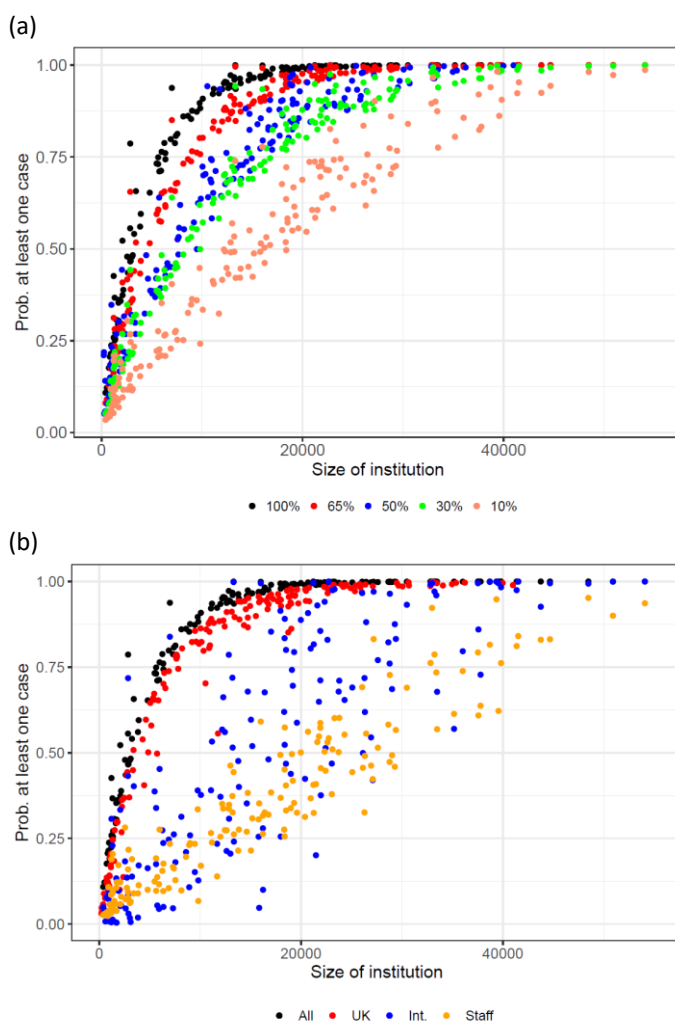 (a)
1.00
0.75
0.50
0.25
0.00
Prob. at least one case
0 20000 40000
Size of institution
100% 65% 50% 30% 10%
(b)
1.00
0.75
0.50
0.25
0.00
Prob. at least one case
0 20000 40000
Size of institution
All UK Int. Staff